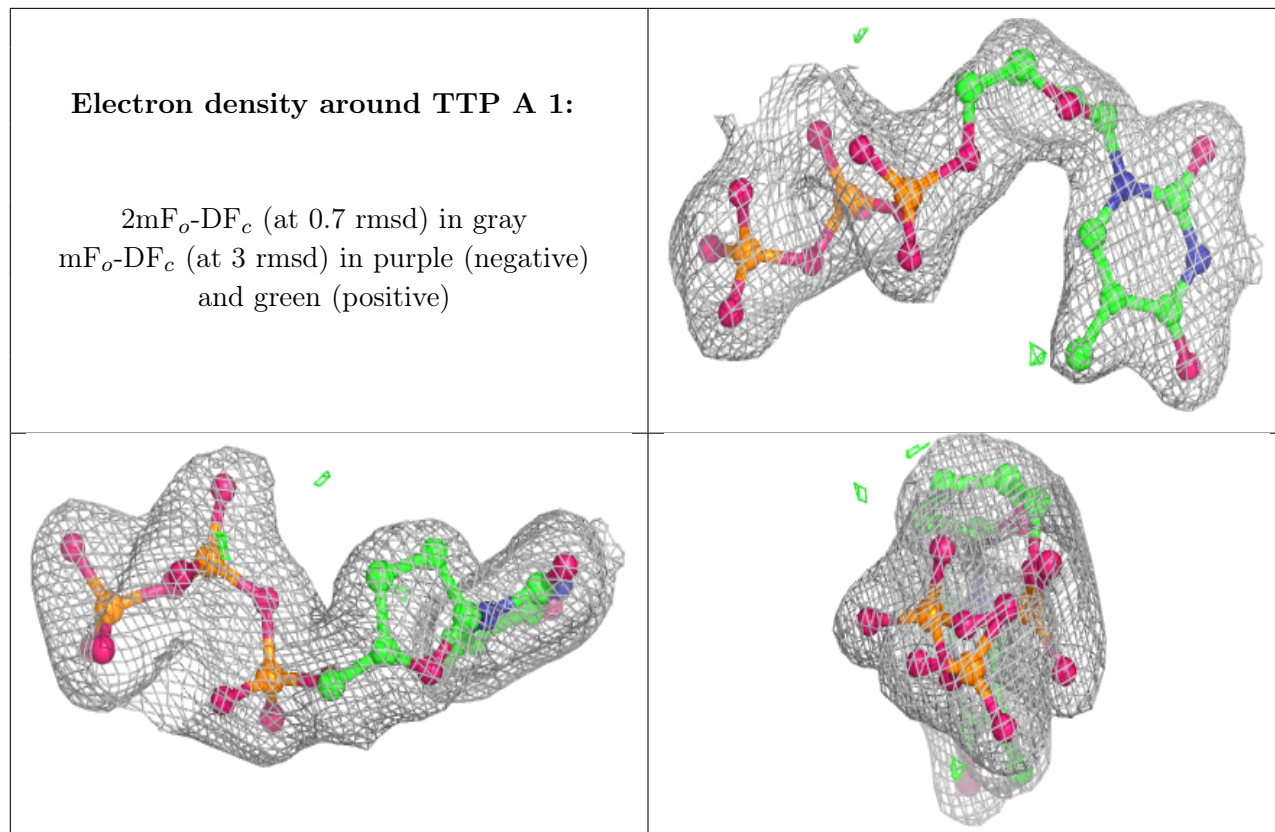 Electron density around TTP A 1:
2mFo-DFc (at 0.7 rmsd) in gray
mFo-DFc (at 3 rmsd) in purple (negative)
and green (positive)